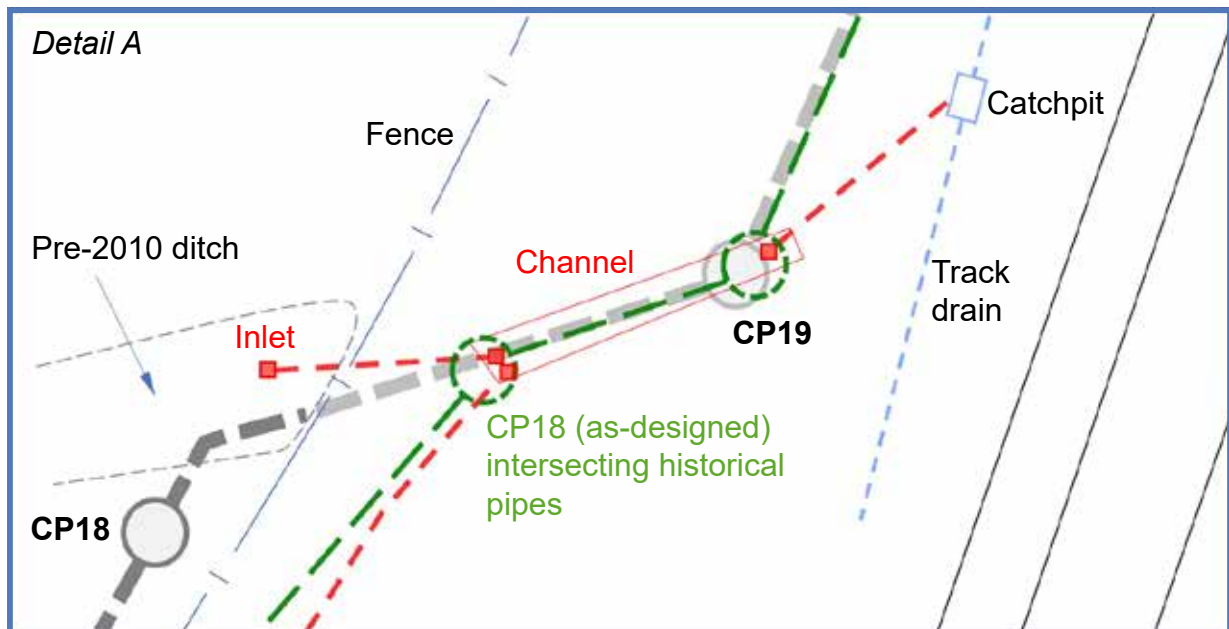 Detail A
Fence
Catchpit
Pre-2010 ditch
Channel
Track
drain
Inlet
CP19
CP18 (as-designed)
intersecting historical
pipes
CP18